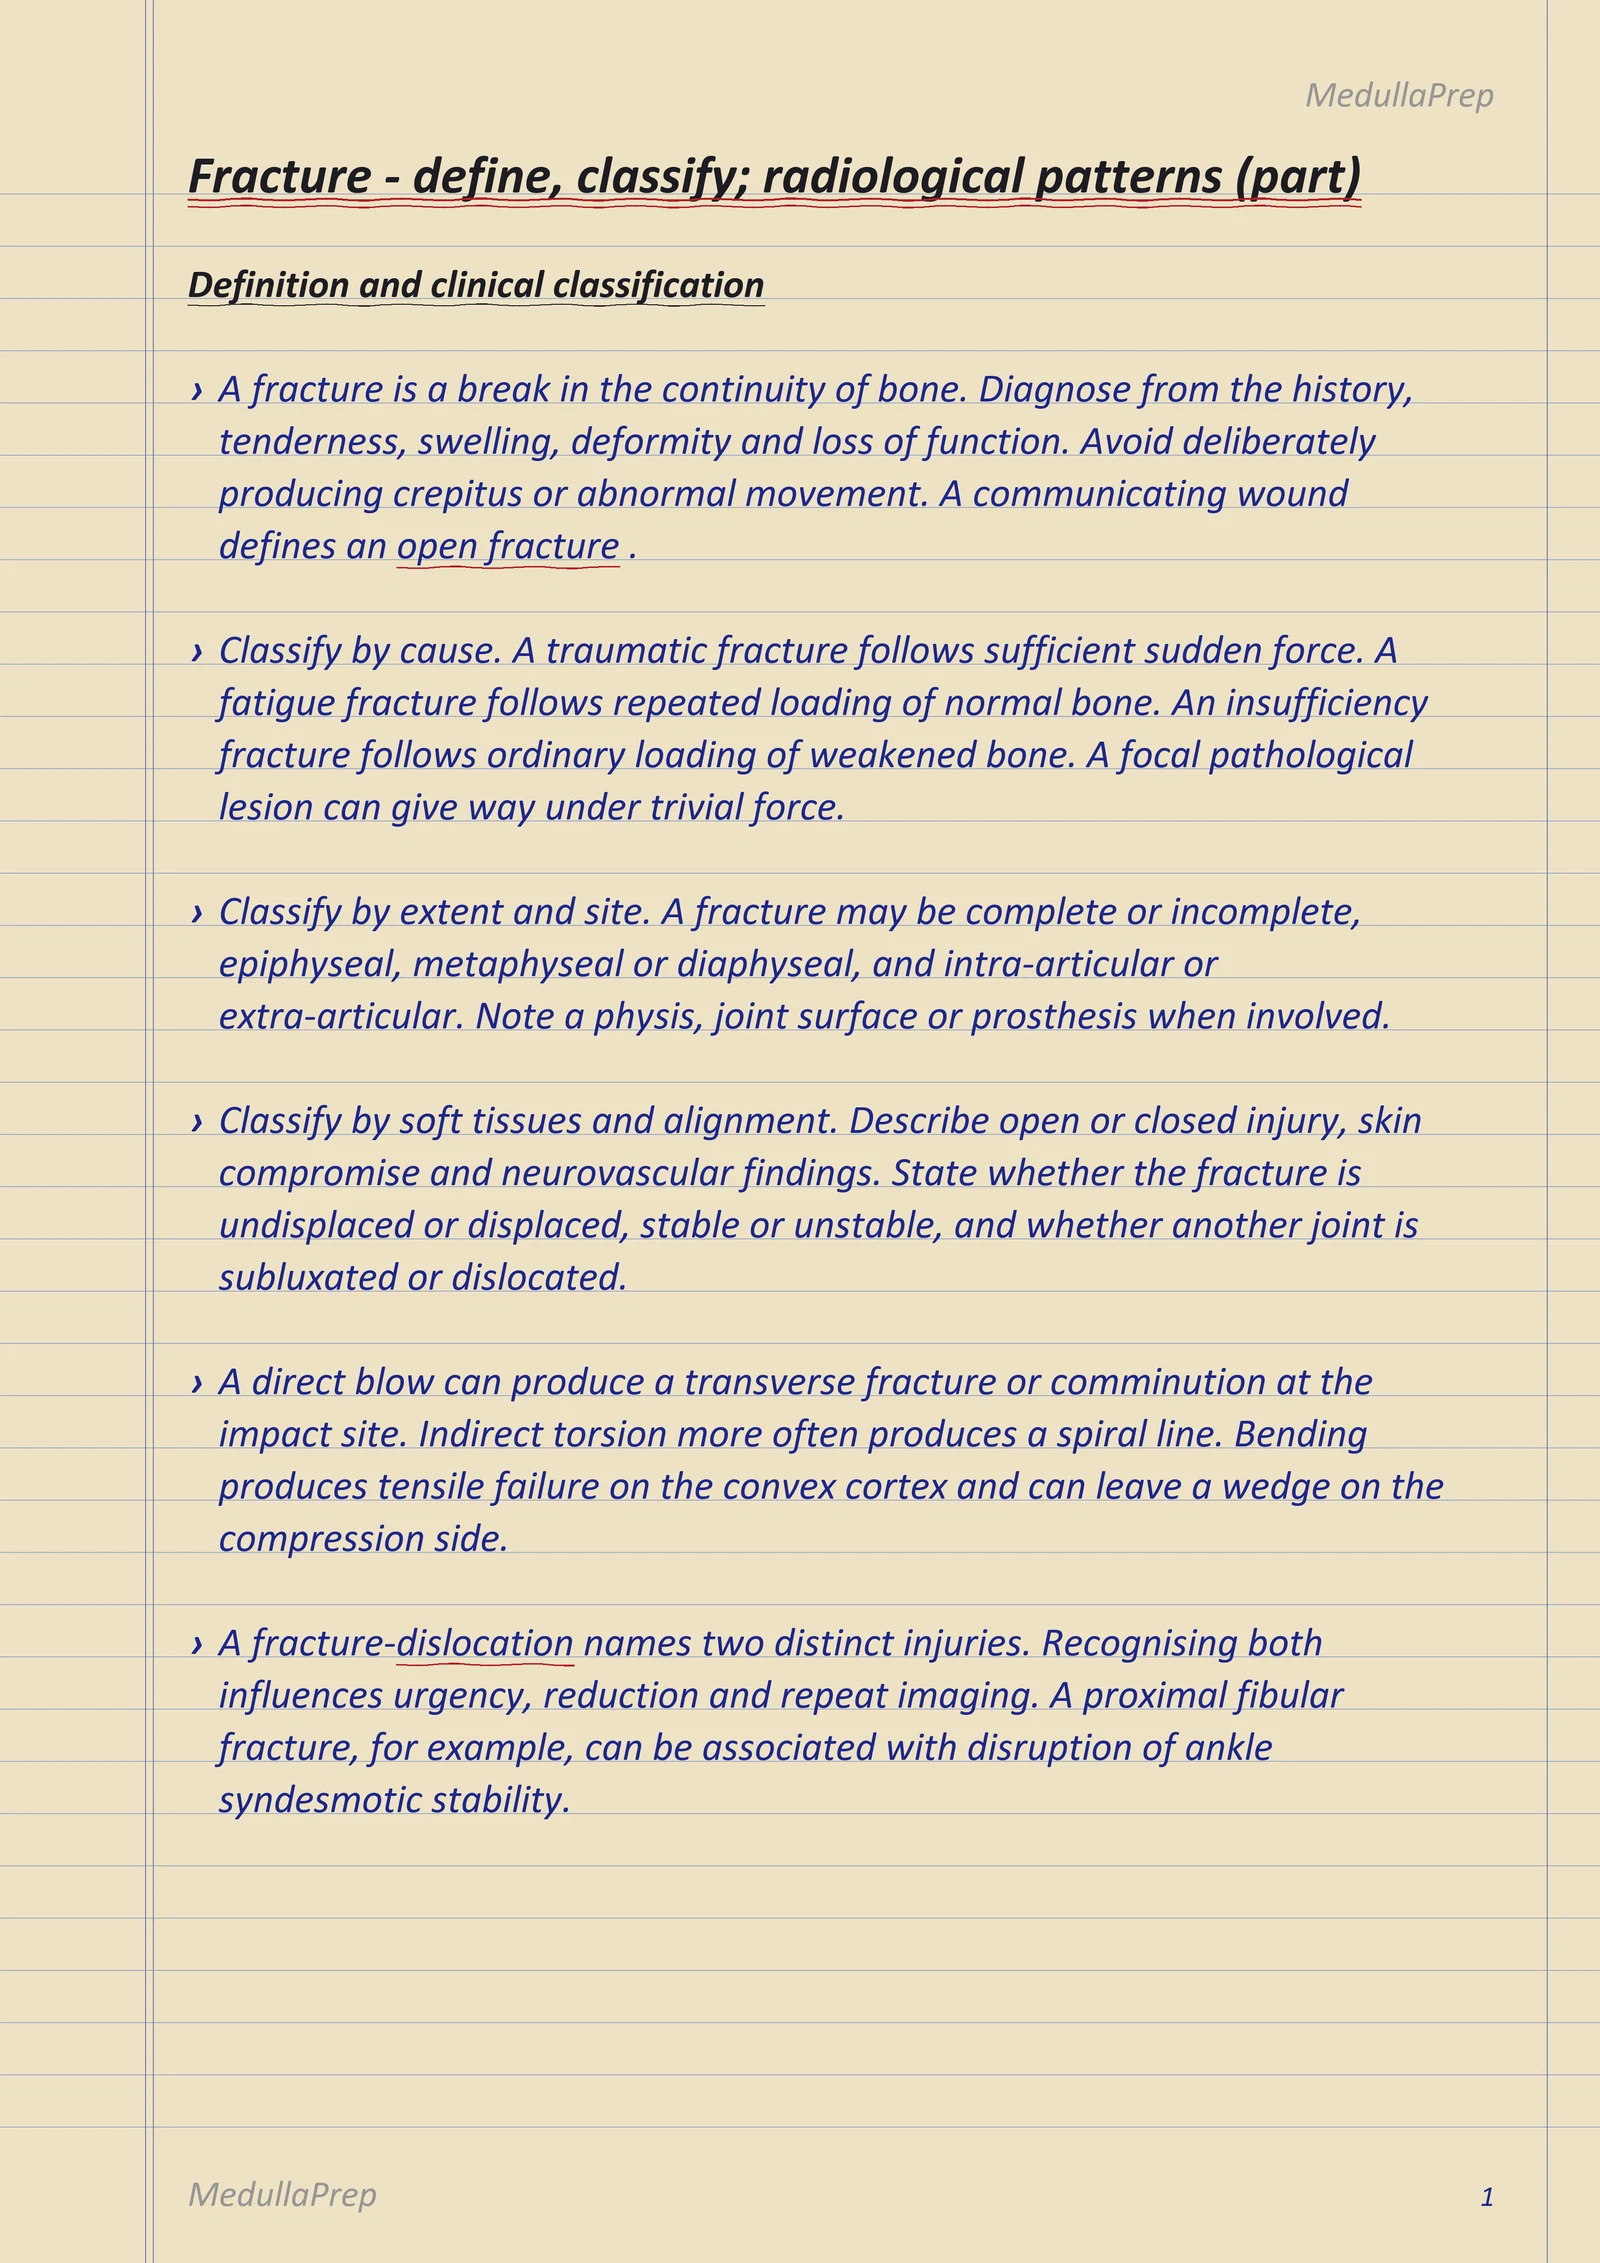 MedullaPrep
Fracture - define, classify; radiological patterns (part)
Definition and clinical classification
› A fracture is a break in the continuity of bone. Diagnose from the history,
tenderness, swelling, deformity and loss of function. Avoid deliberately
producing crepitus or abnormal movement. A communicating wound
defines an open fracture .
› Classify by cause. A traumatic fracture follows sufficient sudden force. A
fatigue fracture follows repeated loading of normal bone. An insufficiency
fracture follows ordinary loading of weakened bone. A focal pathological
lesion can give way under trivial force.
› Classify by extent and site. A fracture may be complete or incomplete,
epiphyseal, metaphyseal or diaphyseal, and intra-articular or
extra-articular. Note a physis, joint surface or prosthesis when involved.
› Classify by soft tissues and alignment. Describe open or closed injury, skin
compromise and neurovascular findings. State whether the fracture is
undisplaced or displaced, stable or unstable, and whether another joint is
subluxated or dislocated.
› A direct blow can produce a transverse fracture or comminution at the
impact site. Indirect torsion more often produces a spiral line. Bending
produces tensile failure on the convex cortex and can leave a wedge on the
compression side.
› A fracture-dislocation names two distinct injuries. Recognising both
influences urgency, reduction and repeat imaging. A proximal fibular
fracture, for example, can be associated with disruption of ankle
syndesmotic stability.
MedullaPrep
1